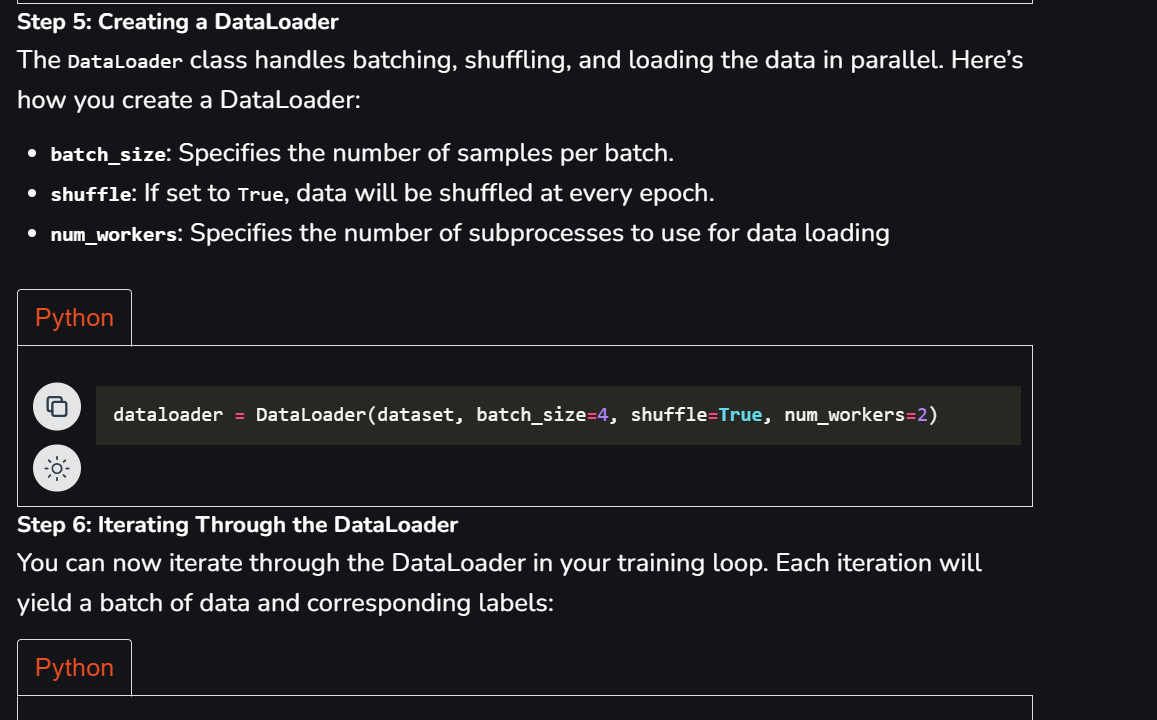 Step 5: Creating a DataLoader
The DataLoader class handles batching, shuffling, and loading the data in parallel. Here’s
how you create a DataLoader:
batch_size: Specifies the number of samples per batch.
shuffle: If set to True, data will be shuffled at every epoch.
num_workers: Specifies the number of subprocesses to use for data loading
Python
dataloader = DataLoader(dataset, batch_size=4, shuffle=True, num_workers=2)
Step 6: Iterating Through the DataLoader
You can now iterate through the DataLoader in your training loop. Each iteration will
yield a batch of data and corresponding labels:
Python